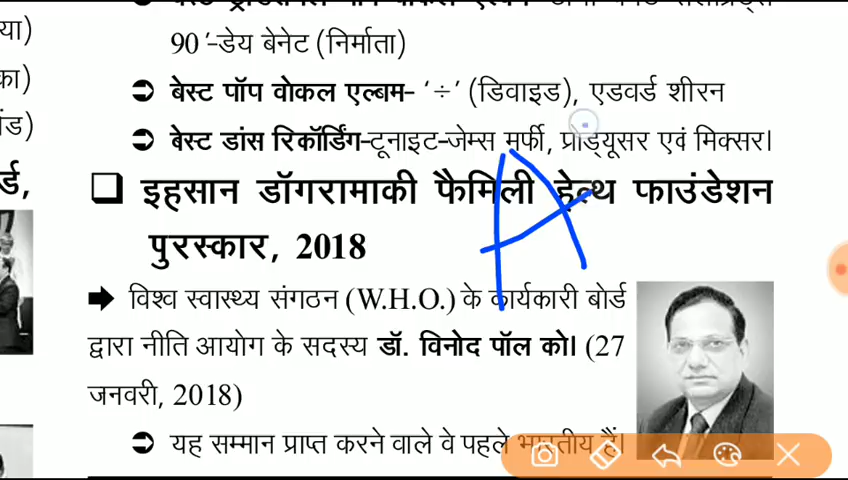 या)
का)
ंड)
र्ड,
90 '-डेय बेनेट (निर्माता)
➲ बेस्ट पॉप वोकल एल्बम- '÷' (डिवाइड), एडवर्ड शीरन
➲ बेस्ट डांस रिकॉर्डिंग-टूनाइट-जेम्स मर्फी, प्रोड्यूसर एवं मिक्सर।
❑ इहसान डॉगरामाकी फैमिली हेल्थ फाउंडेशन
पुरस्कार, 2018
A
➡ विश्व स्वास्थ्य संगठन (W.H.O.) के कार्यकारी बोर्ड
द्वारा नीति आयोग के सदस्य डॉ. विनोद पॉल को। (27
जनवरी, 2018)
➲ यह सम्मान प्राप्त करने वाले वे पहले भारतीय हैं।